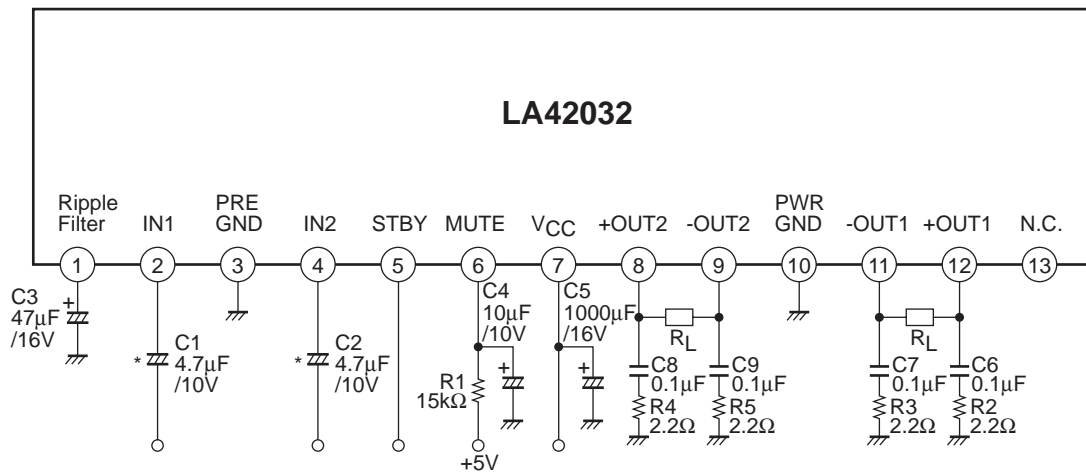 LA42032
Ripple
Filter
IN1
PRE
GND
IN2
STBY
MUTE
VCC
+OUT2
-OUT2
PWR
GND
-OUT1
+OUT1
N.C.
1
2
3
4
5
6
7
8
9
10
11
12
13
C3
47μF
/16V
+
* C1
4.7μF
/10V
* C2
4.7μF
/10V
C4
10μF
/10V
+
R1
15kΩ
+5V
C5
1000μF
/16V
+
RL
C8
0.1μF
R4
2.2Ω
C9
0.1μF
R5
2.2Ω
RL
C7
0.1μF
R3
2.2Ω
C6
0.1μF
R2
2.2Ω